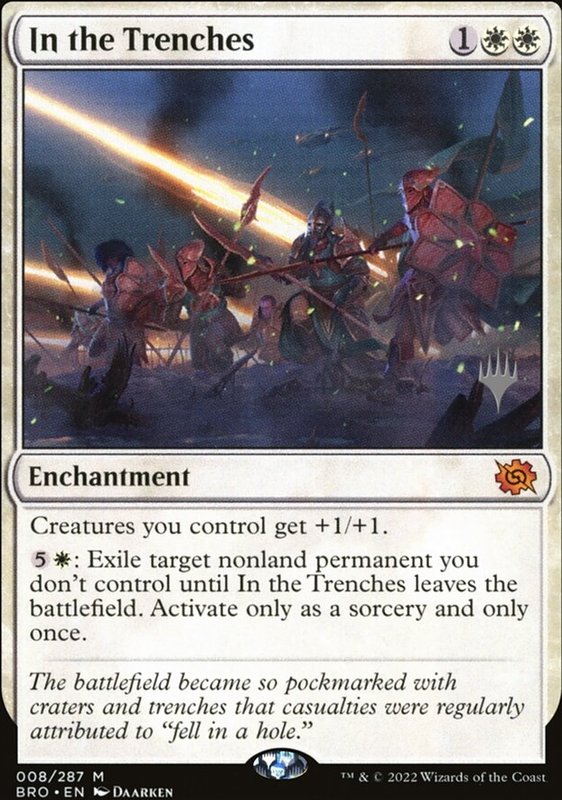 In the Trenches 1
Enchantment
Creatures you control get +1/+1.
5: Exile target nonland permanent you
don't control until In the Trenches leaves the
battlefield. Activate only as a sorcery and only
once.
The battlefield became so pockmarked with
craters and trenches that casualties were regularly
attributed to “fell in a hole.”
008/287 M
BRO • EN DAARKEN
™ & © 2022 Wizards of the Coast